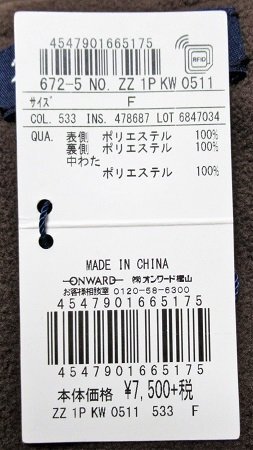 4547901665175
RFID
672-5 NO. ZZ 1P KW 0511
サイズ F
COL. 533 INS. 478687 LOT 6847034
QUA. 表側 ポリエステル 100%
裏側 ポリエステル 100%
中わた
ポリエステル 100%
MADE IN CHINA
ONWARD ㈱オンワード樫山
お客様相談室 0120-58-6300
4547901665175
4547901665175
本体価格 ¥7,500+税
ZZ 1P KW 0511 533 F